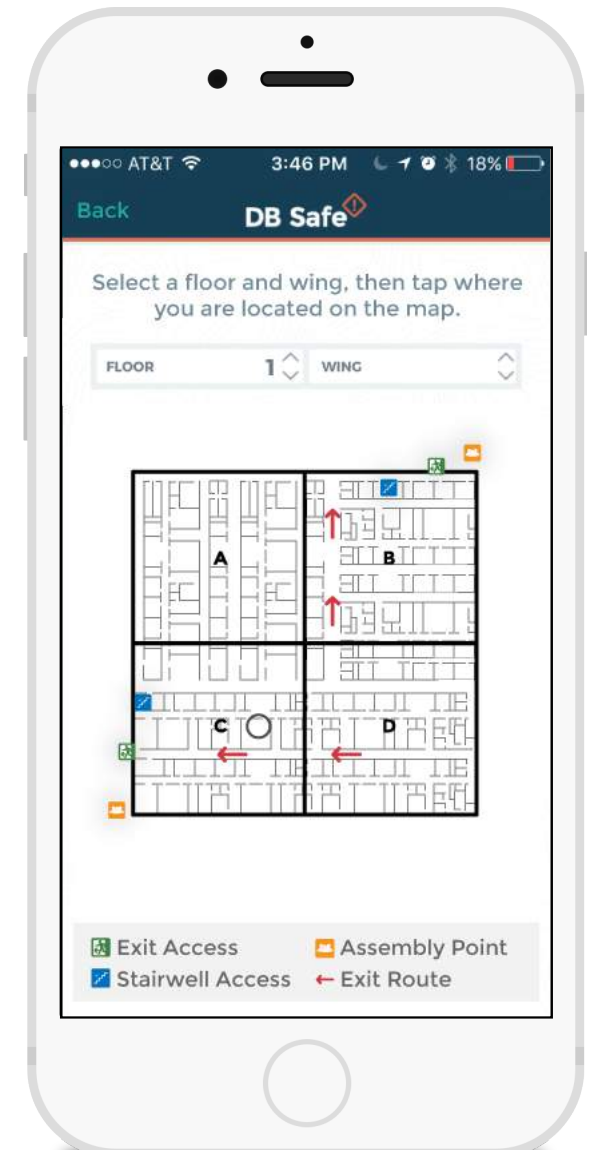 AT&T 3:46 PM 18%
Back DB Safe
Select a floor and wing, then tap where
you are located on the map.
FLOOR 1 WING
A B
C D
Exit Access Assembly Point
Stairwell Access Exit Route